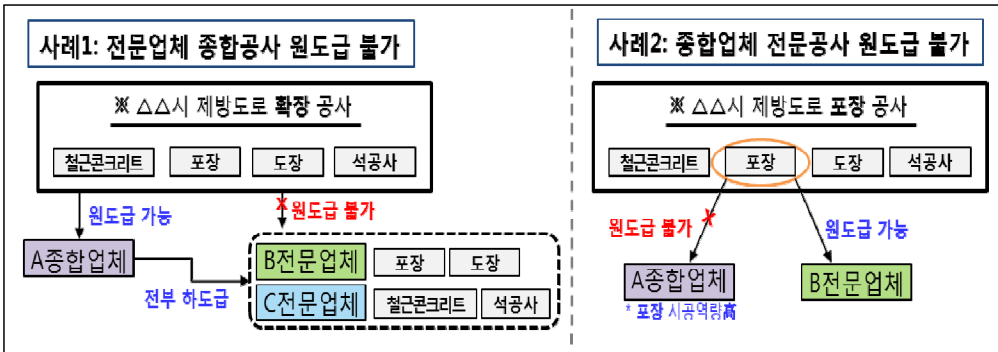 사례1: 전문업체 종합공사 원도급 불가
※ △△시 제방도로 확장 공사
철근콘크리트
포장
도장
석공사
원도급 가능
원도급 불가
A종합업체
전부 하도급
B전문업체
포장
도장
C전문업체
철근콘크리트
석공사
사례2: 종합업체 전문공사 원도급 불가
※ △△시 제방도로 포장 공사
철근콘크리트
포장
도장
석공사
원도급 불가
원도급 가능
A종합업체
* 포장 시공역량高
B전문업체